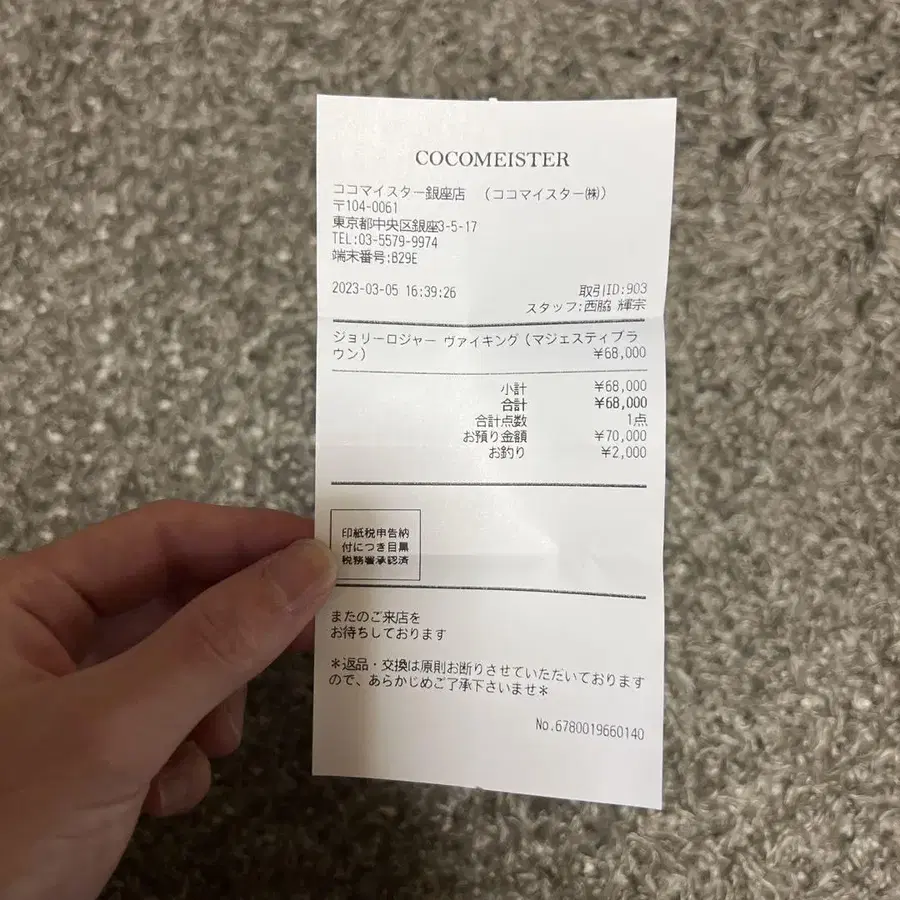 COCOMEISTER
ココマイスター銀座店 (ココマイスター㈱)
〒104-0061
東京都中央区銀座3-5-17
TEL:03-5579-9974
端末番号:B29E
2023-03-05 16:39:26 取引ID:903
スタッフ:西脇 輝宗
ジョリーロジャー ヴァイキング(マジェスティブラ
ウン) ¥68,000
小計 ¥68,000
合計 ¥68,000
合計点数 1点
お預り金額 ¥70,000
お釣り ¥2,000
印紙税申告納
付につき目黒
税務署承認済
またのご来店を
お待ちしております
*返品・交換は原則お断りさせていただいております
ので、あらかじめご了承下さいませ*
No.6780019660140